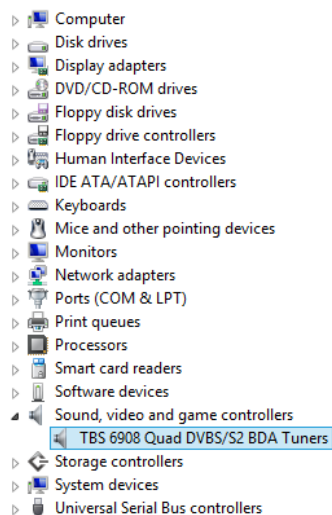 Computer
Disk drives
Display adapters
DVD/CD-ROM drives
Floppy disk drives
Floppy drive controllers
Human Interface Devices
IDE ATA/ATAPI controllers
Keyboards
Mice and other pointing devices
Monitors
Network adapters
Ports (COM & LPT)
Print queues
Processors
Smart card readers
Software devices
Sound, video and game controllers
TBS 6908 Quad DVBS/S2 BDA Tuners
Storage controllers
System devices
Universal Serial Bus controllers